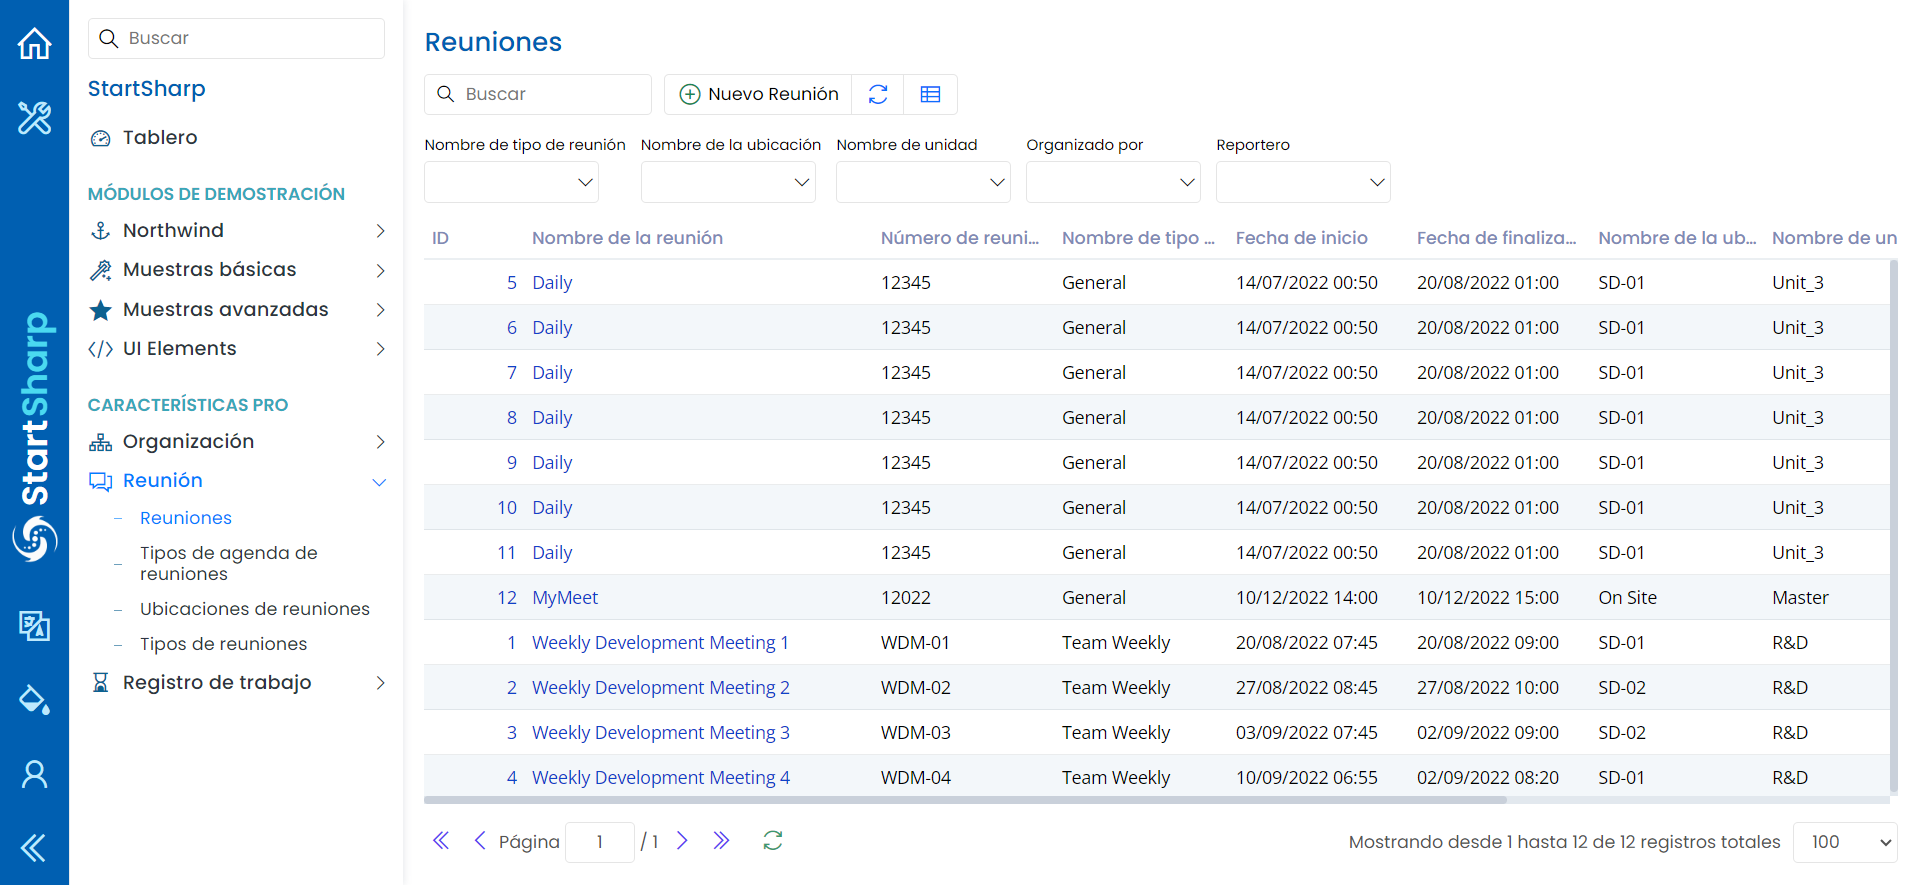 StartSharp
Buscar
StartSharp
Tablero
MÓDULOS DE DEMOSTRACIÓN
Northwind
Muestras básicas
Muestras avanzadas
UI Elements
CARACTERÍSTICAS PRO
Organización
Reunión
Reuniones
Tipos de agenda de
reuniones
Ubicaciones de reuniones
Tipos de reuniones
Registro de trabajo
Reuniones
Buscar Nuevo Reunión
Nombre de tipo de reunión Nombre de la ubicación Nombre de unidad Organizado por Reportero
ID Nombre de la reunión Número de reuni... Nombre de tipo ... Fecha de inicio Fecha de finaliza... Nombre de la ub... Nombre de un
5 Daily 12345 General 14/07/2022 00:50 20/08/2022 01:00 SD-01 Unit_3
6 Daily 12345 General 14/07/2022 00:50 20/08/2022 01:00 SD-01 Unit_3
7 Daily 12345 General 14/07/2022 00:50 20/08/2022 01:00 SD-01 Unit_3
8 Daily 12345 General 14/07/2022 00:50 20/08/2022 01:00 SD-01 Unit_3
9 Daily 12345 General 14/07/2022 00:50 20/08/2022 01:00 SD-01 Unit_3
10 Daily 12345 General 14/07/2022 00:50 20/08/2022 01:00 SD-01 Unit_3
11 Daily 12345 General 14/07/2022 00:50 20/08/2022 01:00 SD-01 Unit_3
12 MyMeet 12022 General 10/12/2022 14:00 10/12/2022 15:00 On Site Master
1 Weekly Development Meeting 1 WDM-01 Team Weekly 20/08/2022 07:45 20/08/2022 09:00 SD-01 R&D
2 Weekly Development Meeting 2 WDM-02 Team Weekly 27/08/2022 08:45 27/08/2022 10:00 SD-02 R&D
3 Weekly Development Meeting 3 WDM-03 Team Weekly 03/09/2022 07:45 02/09/2022 09:00 SD-02 R&D
4 Weekly Development Meeting 4 WDM-04 Team Weekly 10/09/2022 06:55 02/09/2022 08:20 SD-01 R&D
Página 1 / 1 Mostrando desde 1 hasta 12 de 12 registros totales 100